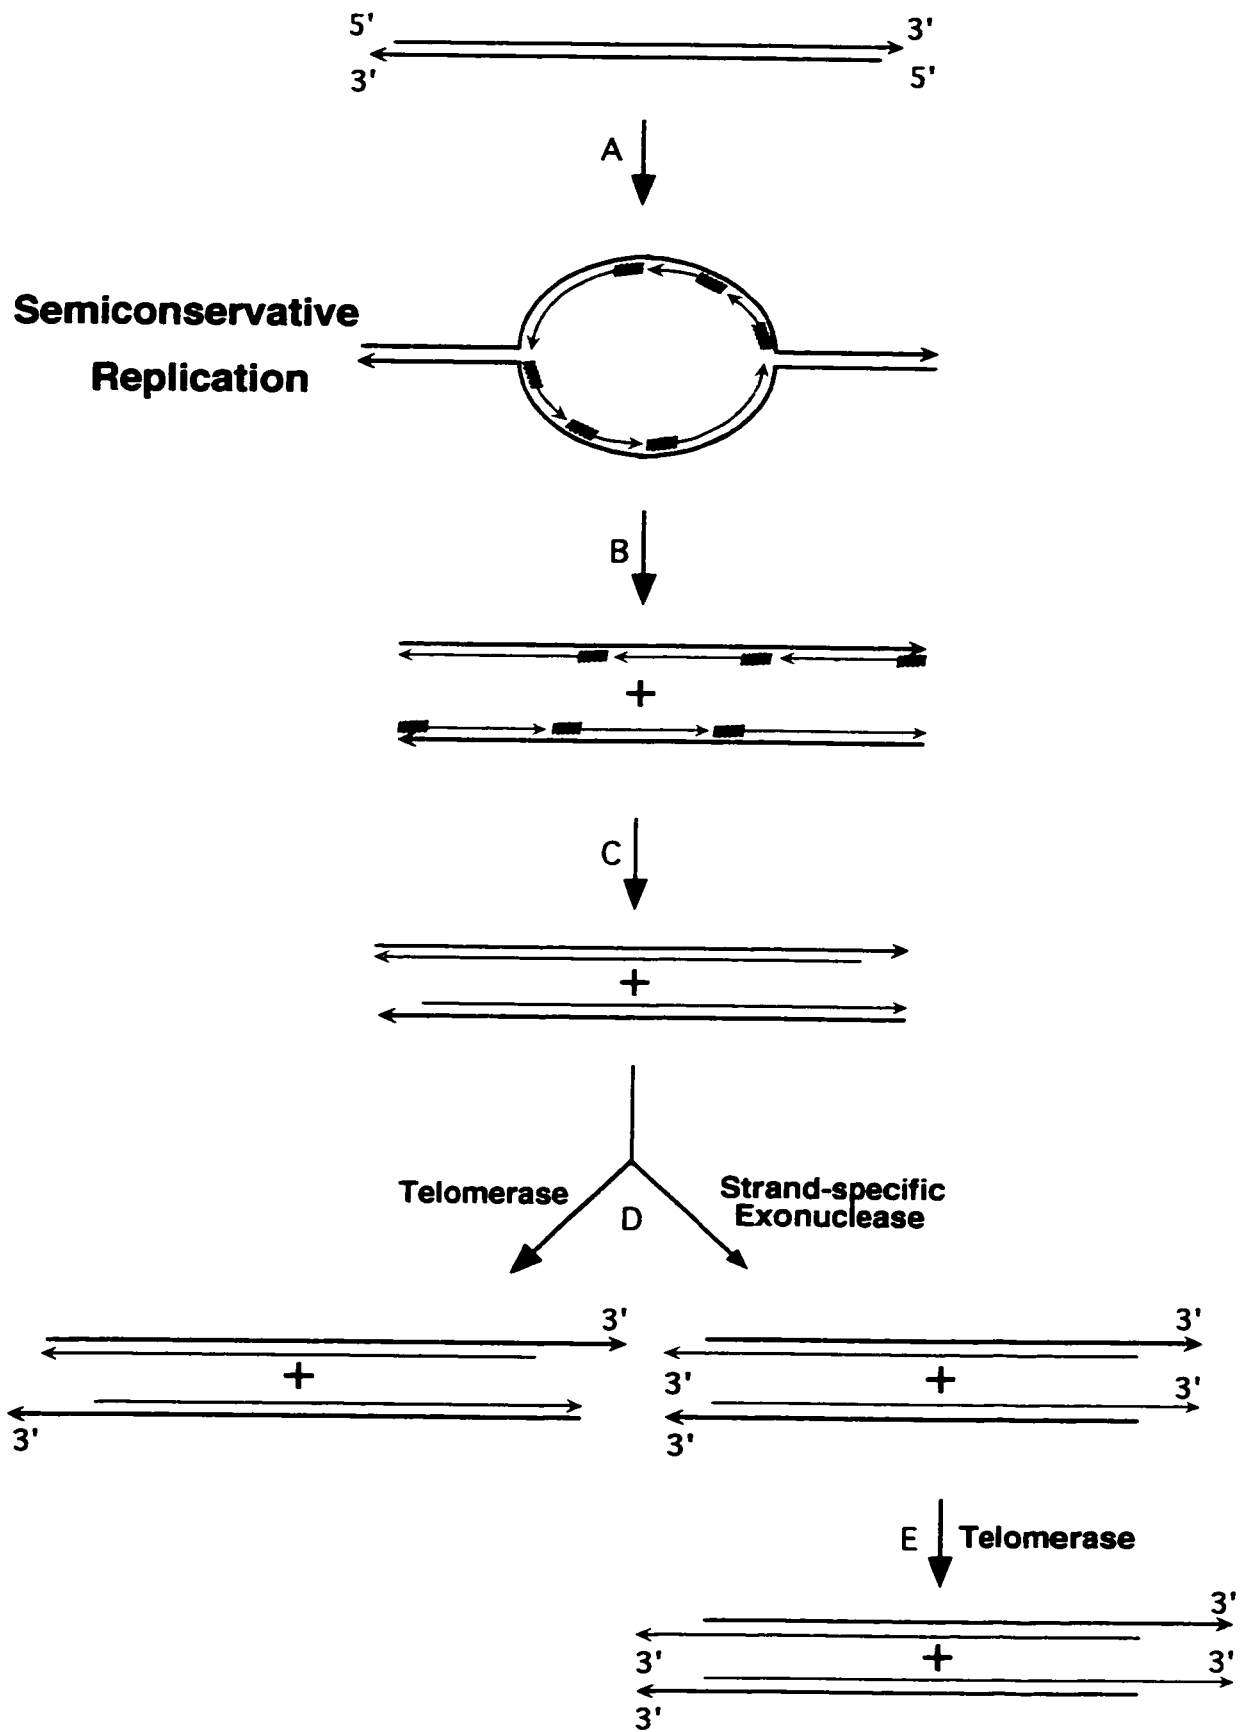 5' 3'
3' 5'
A
Semiconservative
Replication
B
+
C
+
Telomerase
D
Strand-specific
Exonuclease
3' 3'
+ +
3' 3'
3' 3'
E Telomerase
3'
+
3' 3'
3'